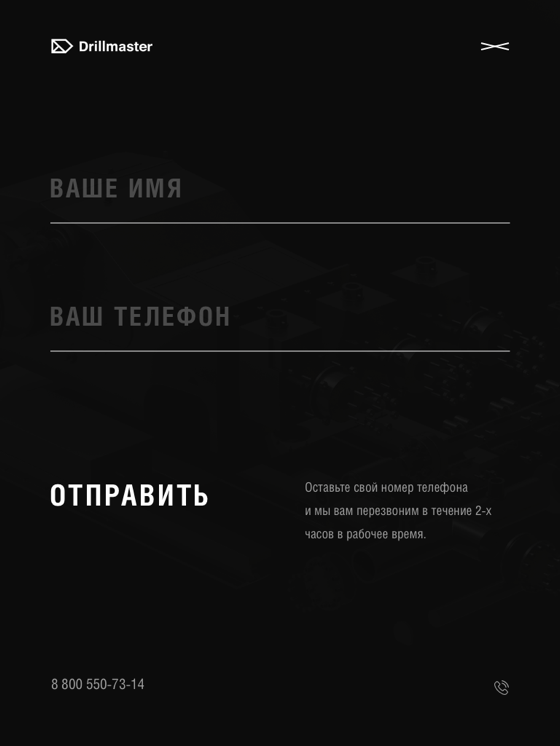 Drillmaster
ВАШЕ ИМЯ
ВАШ ТЕЛЕФОН
ОТПРАВИТЬ
Оставьте свой номер телефона
и мы вам перезвоним в течение 2-х
часов в рабочее время.
8 800 550-73-14